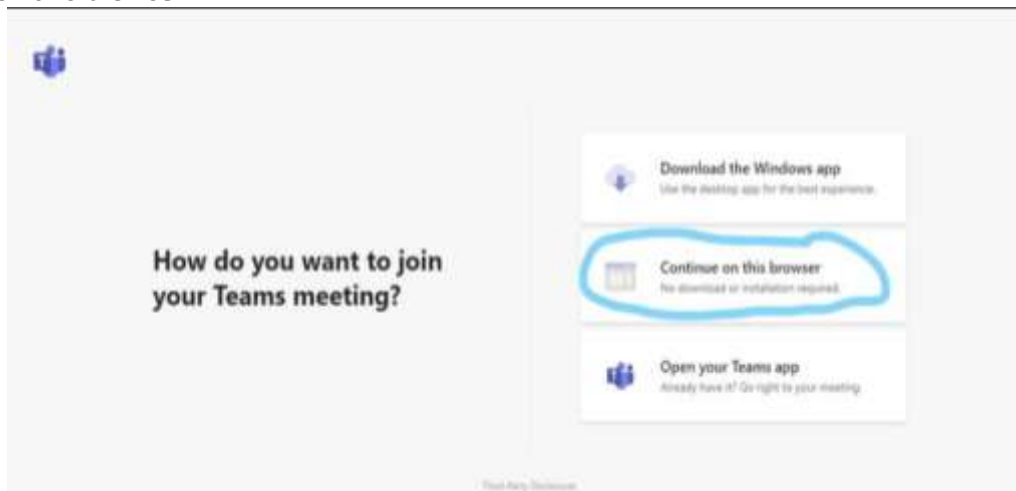 How do you want to join
your Teams meeting?
Download the Windows app
Use the desktop app for the best experience.
Continue on this browser
No download or installation required.
Open your Teams app
Already have it? Go right to your meeting.